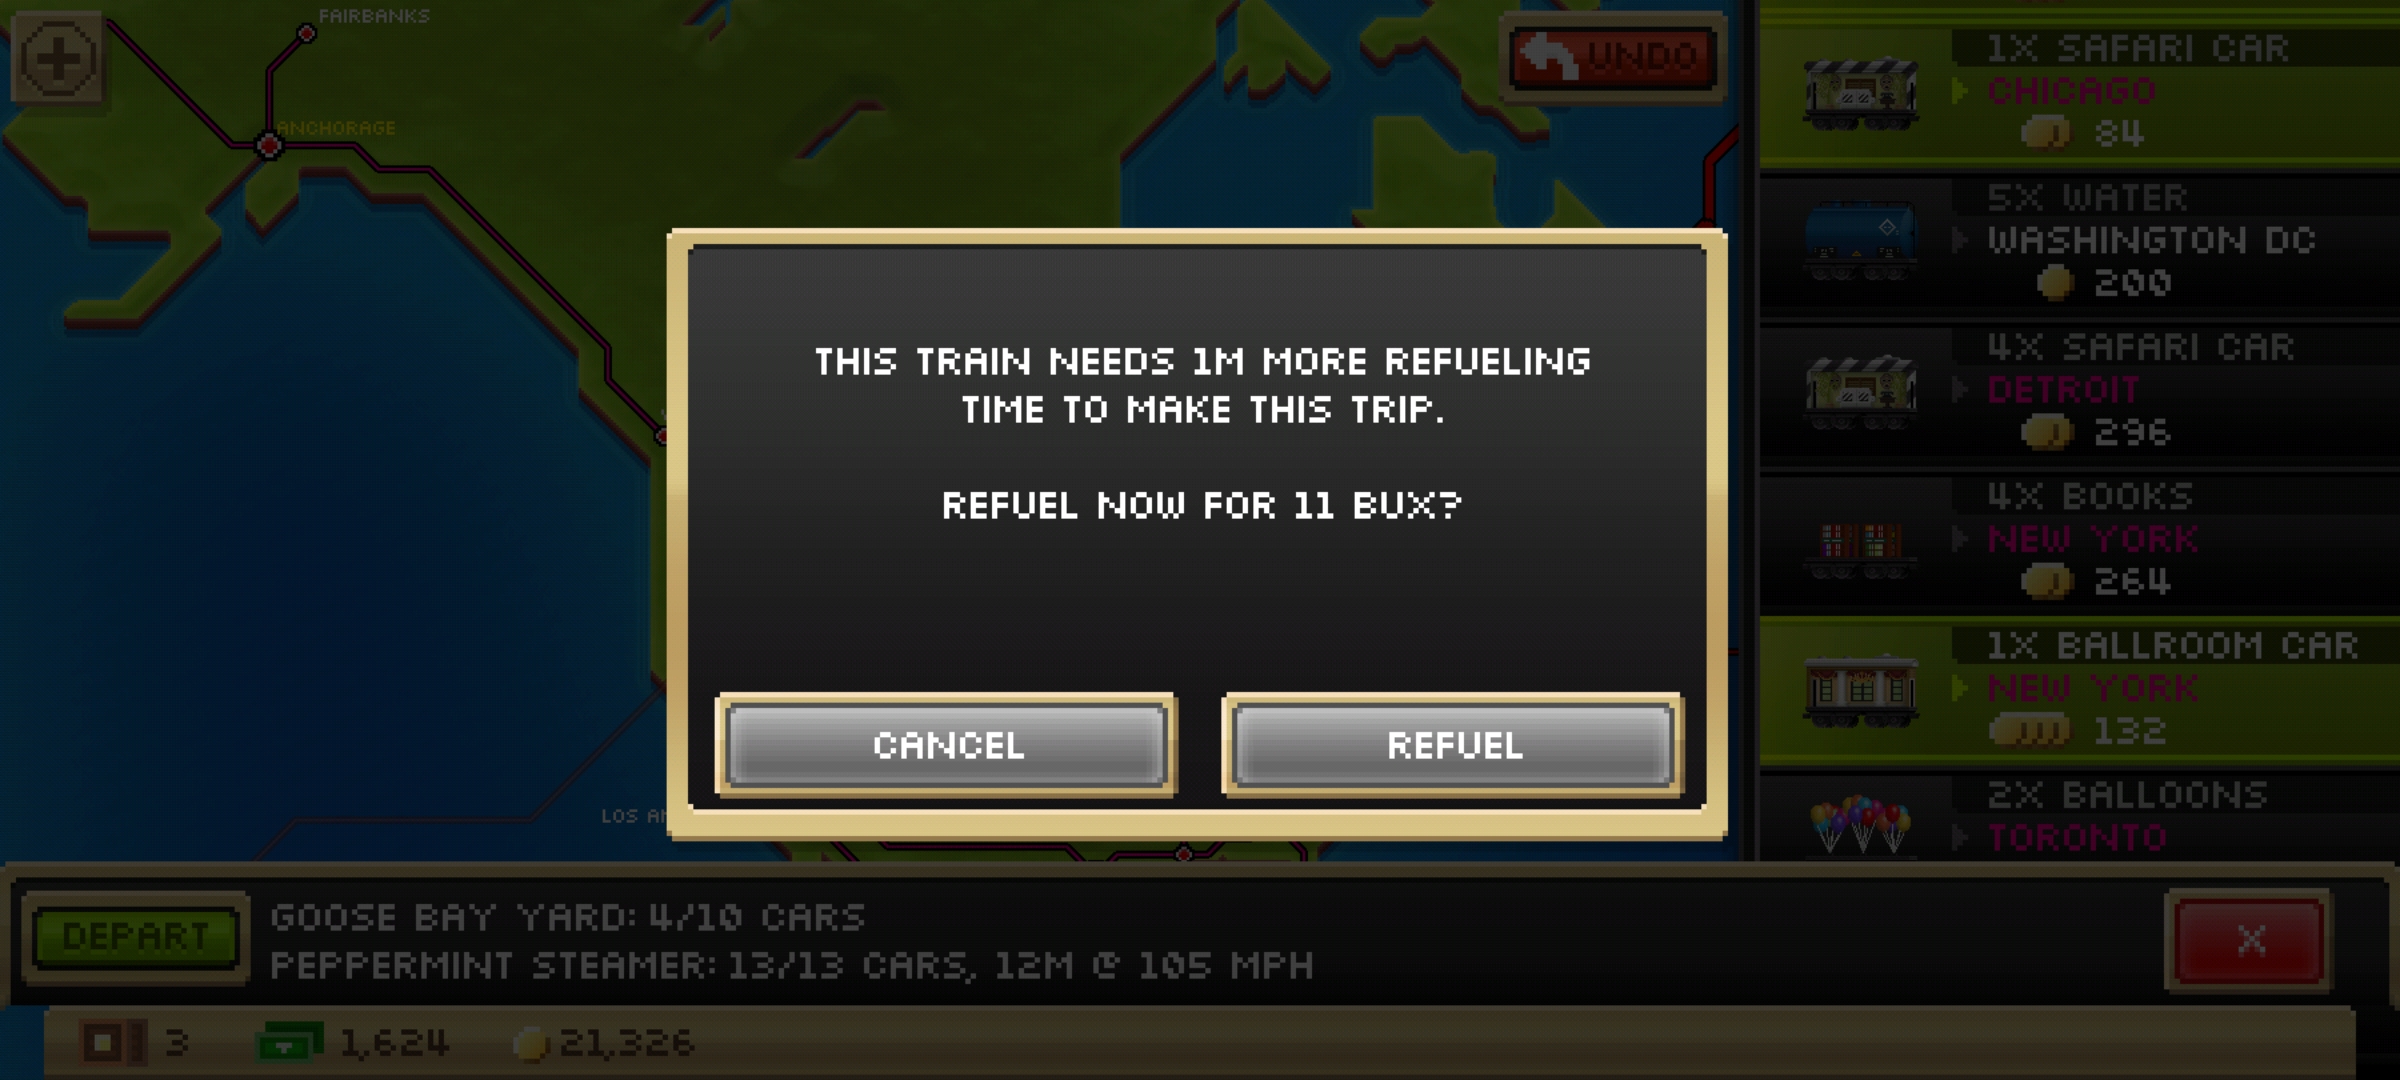 FAIRBANKS
ANCHORAGE
UNDO
1X SAFARI CAR
CHICAGO
84
5X WATER
WASHINGTON DC
200
4X SAFARI CAR
DETROIT
296
4X BOOKS
NEW YORK
264
1X BALLROOM CAR
NEW YORK
132
2X BALLOONS
TORONTO
THIS TRAIN NEEDS 1M MORE REFUELING
TIME TO MAKE THIS TRIP.
REFUEL NOW FOR 11 BUX?
CANCEL
REFUEL
LOS AN
DEPART
GOOSE BAY YARD: 4/10 CARS
PEPPERMINT STEAMER: 13/13 CARS, 12M @ 105 MPH
X
3
1,624
21,326